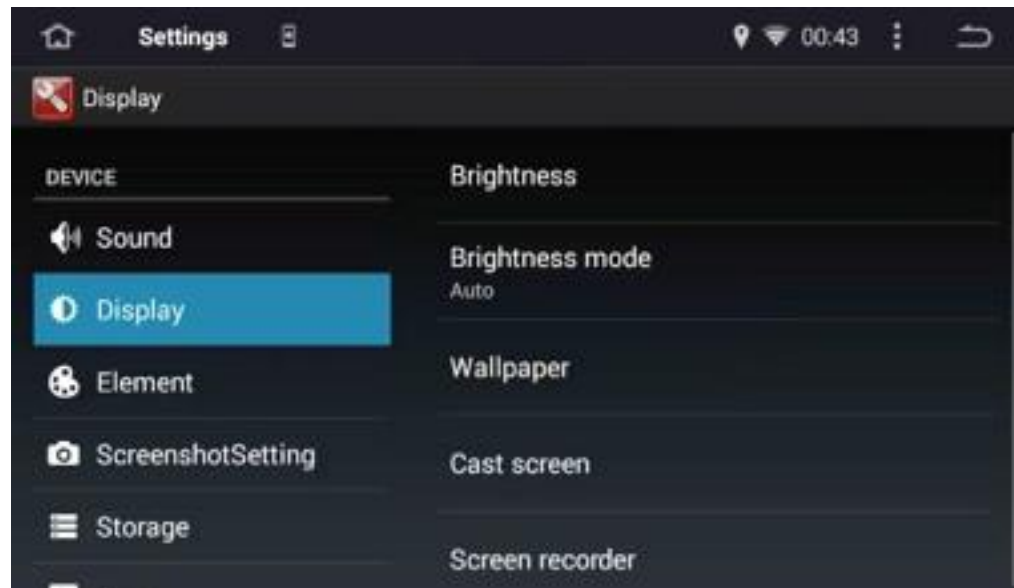 Settings
00:43
Display
DEVICE
Sound
Display
Element
ScreenshotSetting
Storage
Brightness
Brightness mode
Auto
Wallpaper
Cast screen
Screen recorder